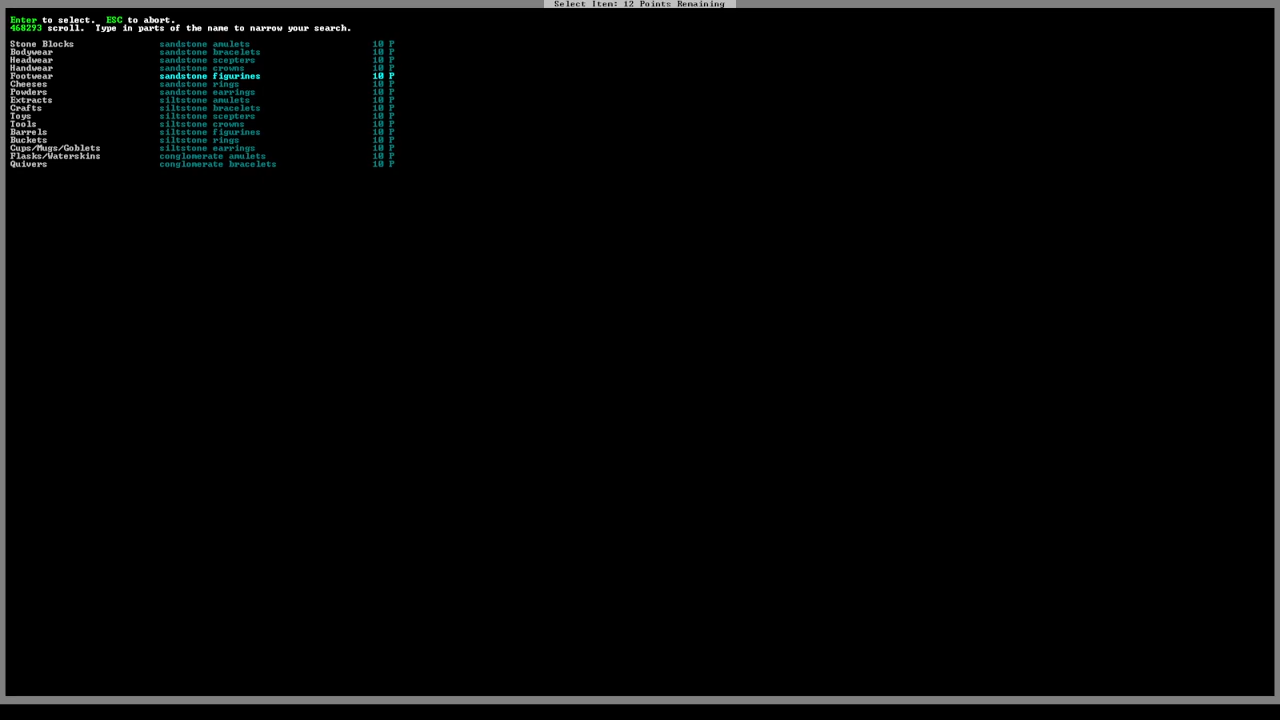 Select Item: 12 Points Remaining
Enter to select.  ESC to abort.
468293 scroll.  Type in parts of the name to narrow your search.
Stone Blocks sandstone amulets 10 P
Bodywear sandstone bracelets 10 P
Headwear sandstone scepters 10 P
Handwear sandstone crowns 10 P
Footwear sandstone figurines 10 P
Cheeses sandstone rings 10 P
Powders sandstone earrings 10 P
Extracts siltstone amulets 10 P
Crafts siltstone bracelets 10 P
Toys siltstone scepters 10 P
Tools siltstone crowns 10 P
Barrels siltstone figurines 10 P
Buckets siltstone rings 10 P
Cups/Mugs/Goblets siltstone earrings 10 P
Flasks/Waterskins conglomerate amulets 10 P
Quivers conglomerate bracelets 10 P